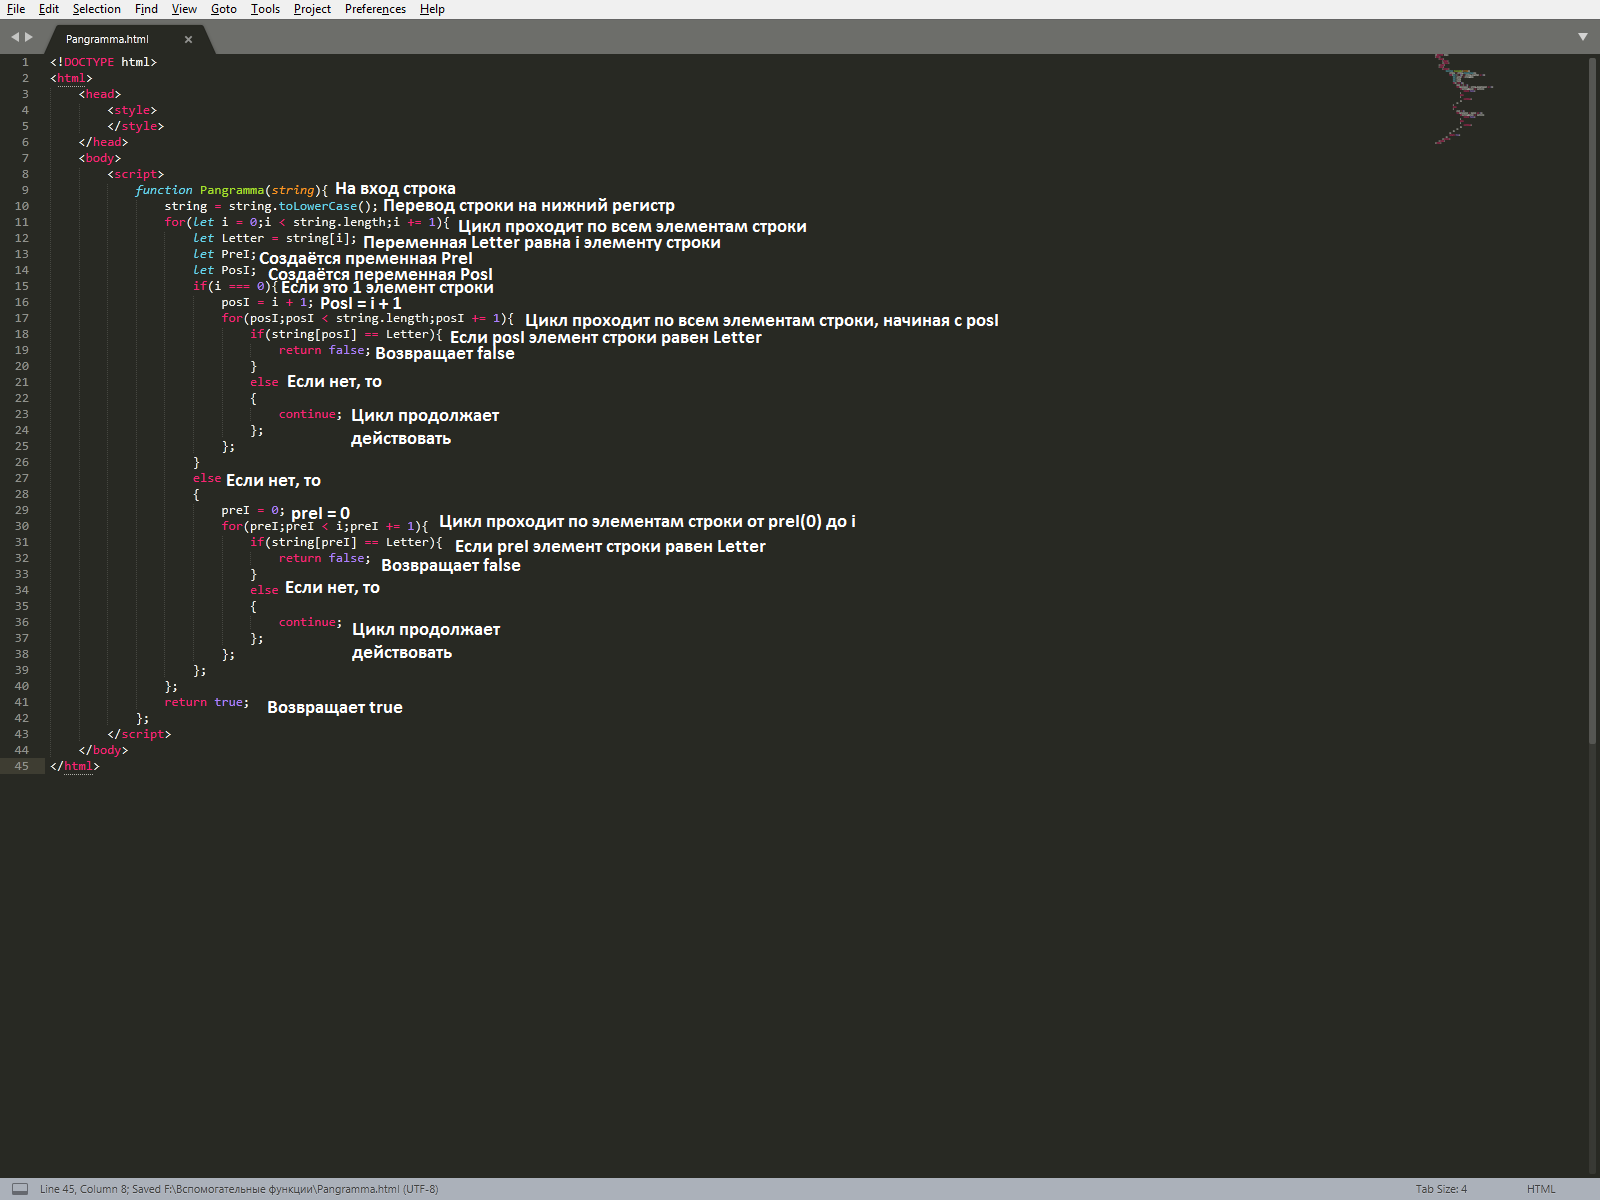 File Edit Selection Find View Goto Tools Project Preferences Help
Pangramma.html
1 <!DOCTYPE html>
2 <html>
3 <head>
4 <style>
5 </style>
6 </head>
7 <body>
8 <script>
9 function Pangramma(string){ На вход строка
10 string = string.toLowerCase(); Перевод строки на нижний регистр
11 for(let i = 0;i < string.length;i += 1){ Цикл проходит по всем элементам строки
12 let Letter = string[i]; Переменная Letter равна i элементу строки
13 let PreI; Создаётся пременная PreI
14 let PosI; Создаётся переменная PosI
15 if(i === 0){ Если это 1 элемент строки
16 posI = i + 1; PosI = i + 1
17 for(posI;posI < string.length;posI += 1){ Цикл проходит по всем элементам строки, начиная с posI
18 if(string[posI] == Letter){ Если posI элемент строки равен Letter
19 return false; Возвращает false
20 }
21 else Если нет, то
22 {
23 continue; Цикл продолжает
действовать
24 };
25 };
26 }
27 else Если нет, то
28 {
29 preI = 0; preI = 0
30 for(preI;preI < i;preI += 1){ Цикл проходит по элементам строки от preI(0) до i
31 if(string[preI] == Letter){ Если preI элемент строки равен Letter
32 return false; Возвращает false
33 }
34 else Если нет, то
35 {
36 continue; Цикл продолжает
37 };
38 }; действовать
39 };
40 };
41 return true; Возвращает true
42 };
43 </script>
44 </body>
45 </html>
Line 45, Column 8; Saved F:\Вспомогательные функции\Pangramma.html (UTF-8) Tab Size: 4 HTML